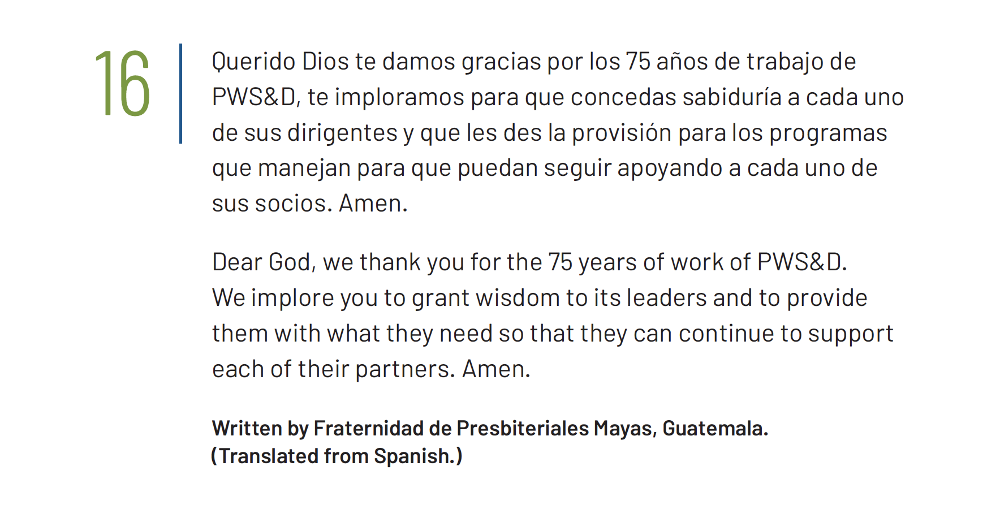 16
Querido Dios te damos gracias por los 75 años de trabajo de
PWS&D, te imploramos para que concedas sabiduría a cada uno
de sus dirigentes y que les des la provisión para los programas
que manejan para que puedan seguir apoyando a cada uno de
sus socios. Amen.
Dear God, we thank you for the 75 years of work of PWS&D.
We implore you to grant wisdom to its leaders and to provide
them with what they need so that they can continue to support
each of their partners. Amen.
Written by Fraternidad de Presbiteriales Mayas, Guatemala.
(Translated from Spanish.)